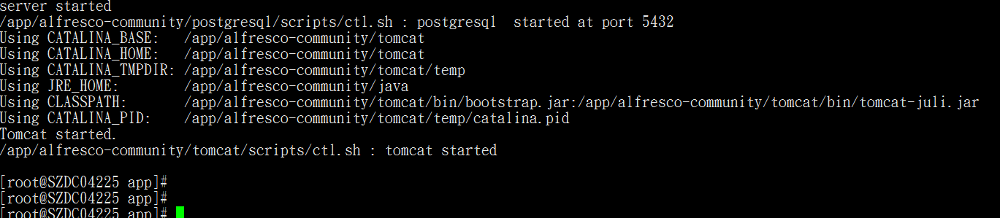 server started
/app/alfresco-community/postgresql/scripts/ctl.sh : postgresql  started at port 5432
Using CATALINA_BASE:   /app/alfresco-community/tomcat
Using CATALINA_HOME:   /app/alfresco-community/tomcat
Using CATALINA_TMPDIR: /app/alfresco-community/tomcat/temp
Using JRE_HOME:        /app/alfresco-community/java
Using CLASSPATH:       /app/alfresco-community/tomcat/bin/bootstrap.jar:/app/alfresco-community/tomcat/bin/tomcat-juli.jar
Using CATALINA_PID:    /app/alfresco-community/tomcat/temp/catalina.pid
Tomcat started.
/app/alfresco-community/tomcat/scripts/ctl.sh : tomcat started
[root@SZDC04225 app]#
[root@SZDC04225 app]#
[root@SZDC04225 app]#